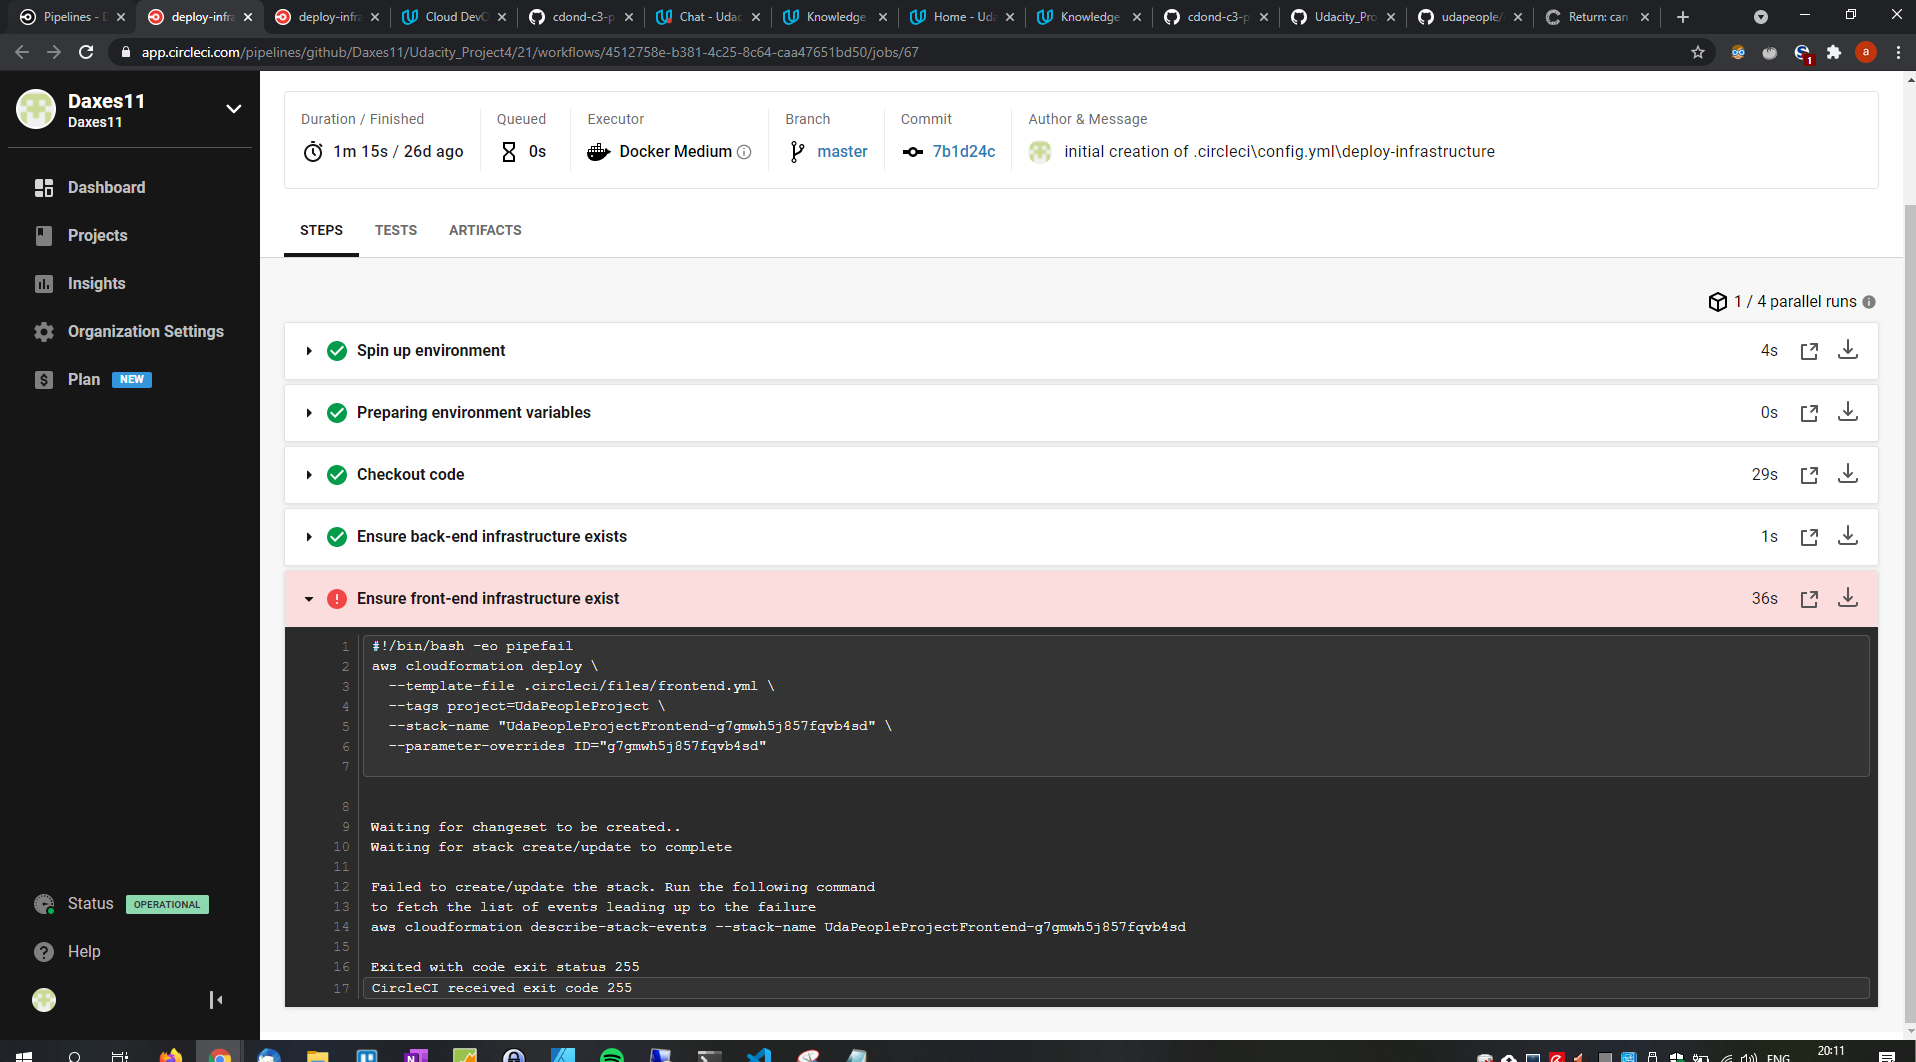 Pipelines - D
deploy-infra
deploy-infra
Cloud DevO
cdond-c3-p
Chat - Udac
Knowledge
Home - Uda
Knowledge
cdond-c3-p
Udacity_Pro
udapeople/
Return: can
app.circleci.com/pipelines/github/Daxes11/Udacity_Project4/21/workflows/4512758e-b381-4c25-8c64-caa47651bd50/jobs/67
1
a
Daxes11
Daxes11
Dashboard
Projects
Insights
Organization Settings
Plan NEW
Status OPERATIONAL
Help
Duration / Finished
1m 15s / 26d ago
Queued
0s
Executor
Docker Medium
Branch
master
Commit
7b1d24c
Author & Message
initial creation of .circleci\config.yml\deploy-infrastructure
STEPS TESTS ARTIFACTS
1 / 4 parallel runs
Spin up environment 4s
Preparing environment variables 0s
Checkout code 29s
Ensure back-end infrastructure exists 1s
Ensure front-end infrastructure exist 36s
1 #!/bin/bash -eo pipefail
2 aws cloudformation deploy \
3 --template-file .circleci/files/frontend.yml \
4 --tags project=UdaPeopleProject \
5 --stack-name "UdaPeopleProjectFrontend-g7gmwh5j857fqvb4sd" \
6 --parameter-overrides ID="g7gmwh5j857fqvb4sd"
7
8
9 Waiting for changeset to be created..
10 Waiting for stack create/update to complete
11
12 Failed to create/update the stack. Run the following command
13 to fetch the list of events leading up to the failure
14 aws cloudformation describe-stack-events --stack-name UdaPeopleProjectFrontend-g7gmwh5j857fqvb4sd
15
16 Exited with code exit status 255
17 CircleCI received exit code 255
ENG
20:11